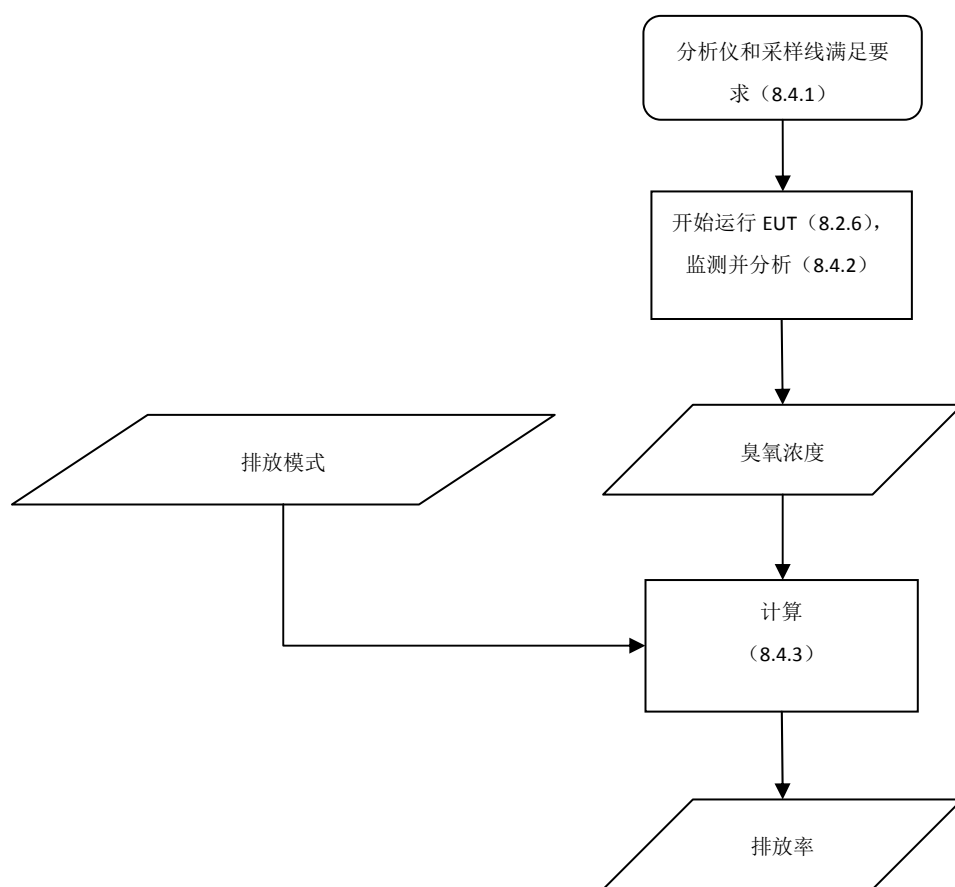 分析仪和采样线满足要
求（8.4.1）
开始运行 EUT（8.2.6），
监测并分析（8.4.2）
排放模式
臭氧浓度
计算
（8.4.3）
排放率